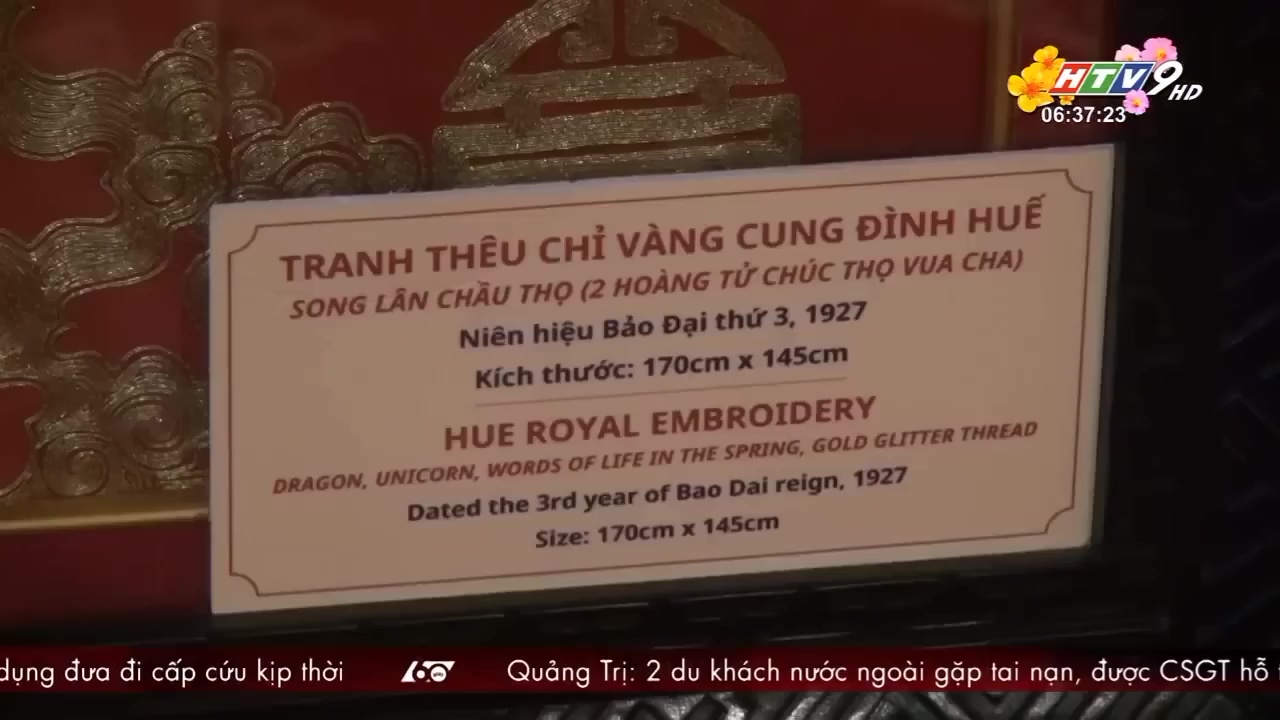 HTV9 HD
06:37:23
TRANH THÊU CHỈ VÀNG CUNG ĐÌNH HUẾ
SONG LÂN CHẦU THỌ (2 HOÀNG TỬ CHÚC THỌ VUA CHA)
Niên hiệu Bảo Đại thứ 3, 1927
Kích thước: 170cm x 145cm
HUE ROYAL EMBROIDERY
DRAGON, UNICORN, WORDS OF LIFE IN THE SPRING, GOLD GLITTER THREAD
Dated the 3rd year of Bao Dai reign, 1927
Size: 170cm x 145cm
dụng đưa đi cấp cứu kịp thời 60 Quảng Trị: 2 du khách nước ngoài gặp tai nạn, được CSGT hỗ